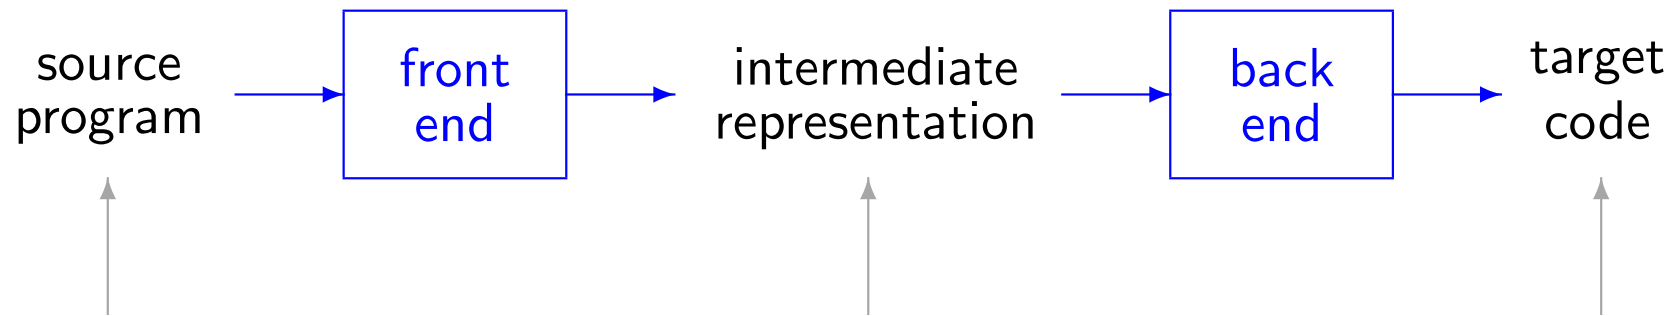 source
program
front
end
intermediate
representation
back
end
target
code